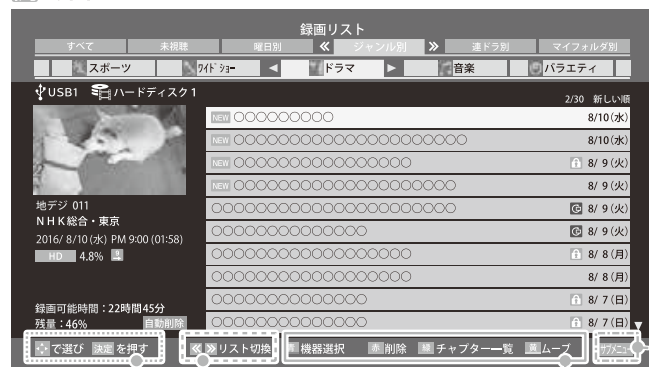 録画リスト
すべて 未視聴 曜日別 ≪ ジャンル別 ≫ 連ドラ別 マイフォルダ別
スポーツ ワイドショー ◀ ドラマ ▶ 音楽 バラエティ
USB1 ハードディスク1
2/30 新しい順
NEW ○○○○○○○○○ 8/10(水)
NEW ○○○○○○○○○○○○○○○○○○○○○ 8/10(水)
NEW ○○○○○○○○○○○○○○○○ 8/ 9(火)
NEW ○○○○○○○○○○○○○○○○○○○○ 8/ 9(火)
○○○○○○○○○○○○○○○○○○○○○○ 8/ 9(火)
○○○○○○○○○○○○○○ 8/ 9(火)
○○○○○○○○○○○○○○○○○○ 8/ 8(月)
○○○○○○○○○○○○○○○○○○ 8/ 8(月)
○○○○○○○○○○○○○○ 8/ 7(日)
○○○○○○○○○○○○○○ 8/ 7(日)
地デジ 011
NHK総合・東京
2016/ 8/10(水) PM 9:00 (01:58)
HD 4.8%
録画可能時間:22時間45分
残量:46% 自動削除
で選び 決定 を押す ≪ ≫ リスト切換 機器選択 赤 削除 緑 チャプター一覧 黄 ムーブ サブメニュー